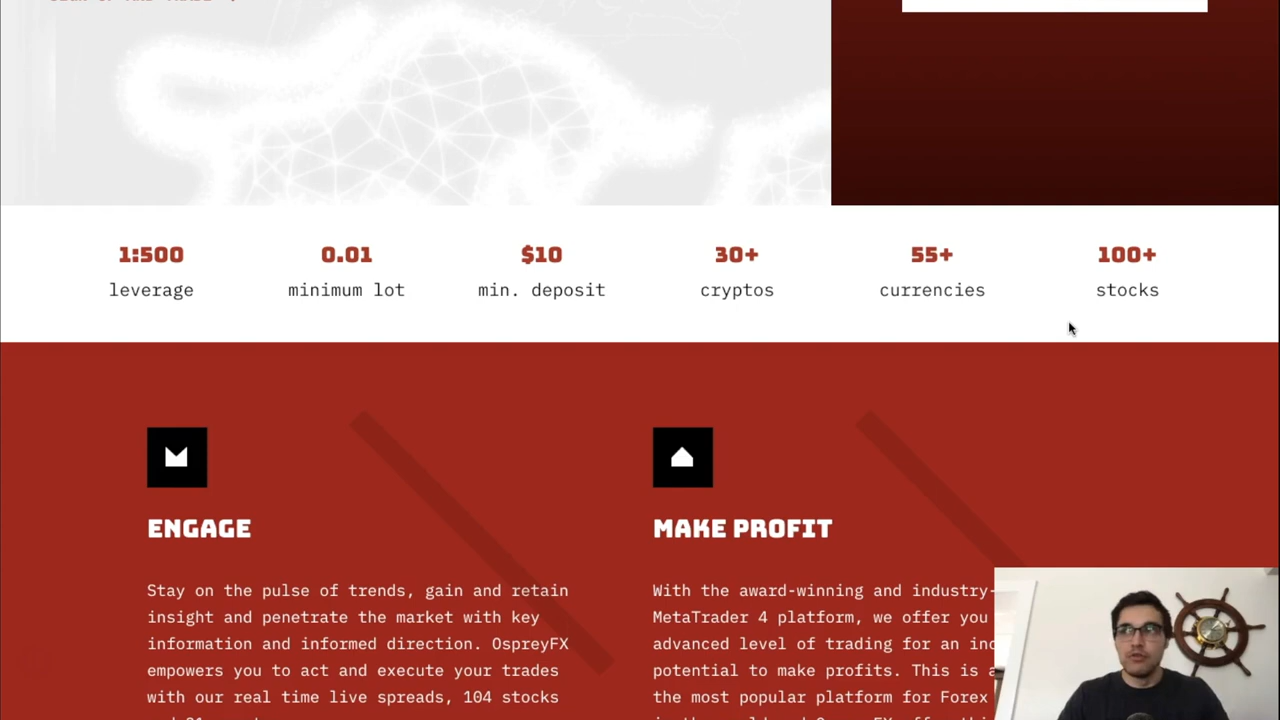 1:500
0.01
$10
30+
55+
100+
leverage
minimum lot
min. deposit
cryptos
currencies
stocks
ENGAGE
Stay on the pulse of trends, gain and retain
insight and penetrate the market with key
information and informed direction. OspreyFX
empowers you to act and execute your trades
with our real time live spreads, 104 stocks
MAKE PROFIT
With the award-winning and industry-
MetaTrader 4 platform, we offer you
advanced level of trading for an
potential to make profits. This is
the most popular platform for Forex